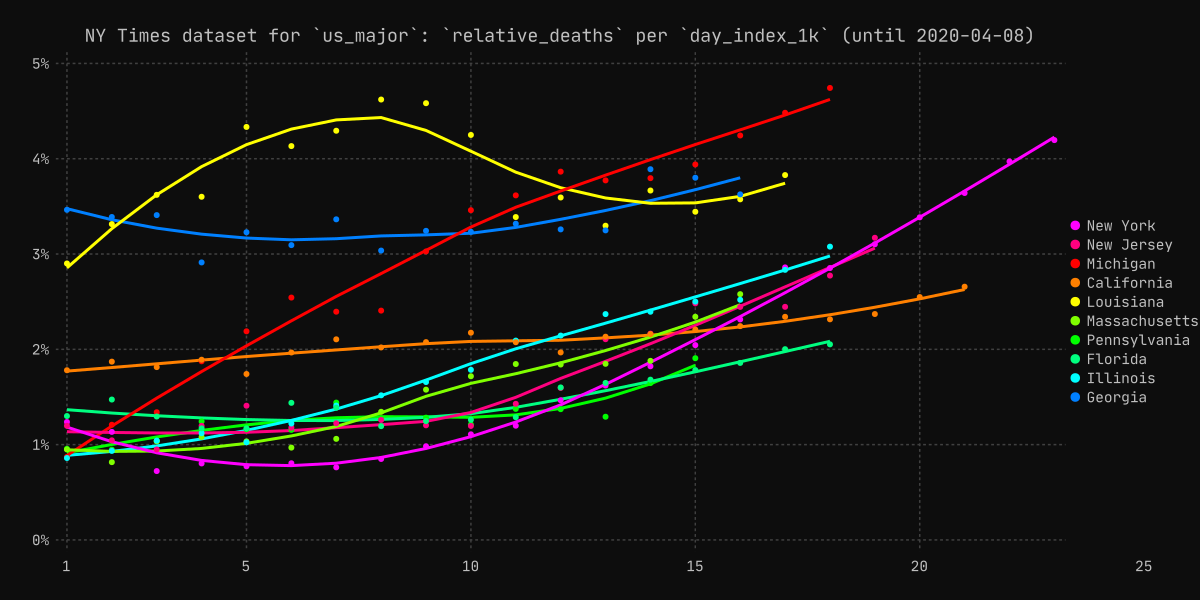 NY Times dataset for `us_major`: `relative_deaths` per `day_index_1k` (until 2020-04-08)
5%
4%
3%
2%
1%
0%
1 5 10 15 20 25
New York
New Jersey
Michigan
California
Louisiana
Massachusetts
Pennsylvania
Florida
Illinois
Georgia